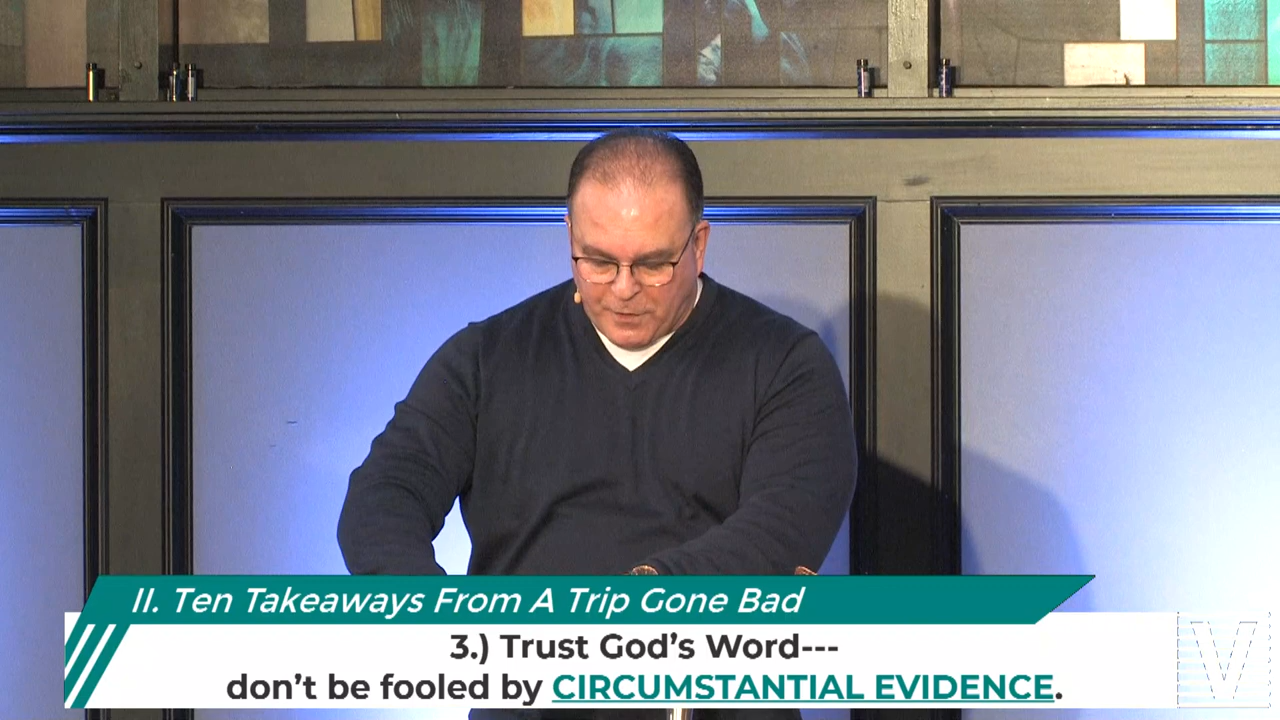 II. Ten Takeaways From A Trip Gone Bad
3.) Trust God's Word---
don't be fooled by CIRCUMSTANTIAL EVIDENCE.
V